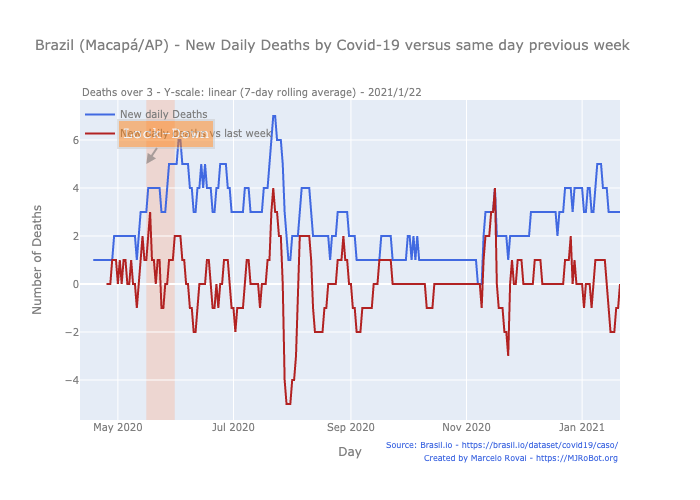 Brazil (Macapá/AP) - New Daily Deaths by Covid-19 versus same day previous week
Deaths over 3 - Y-scale: linear (7-day rolling average) - 2021/1/22
New daily Deaths
New daily Deaths vs last week
6
4
2
0
−2
−4
Number of Deaths
May 2020
Jul 2020
Sep 2020
Nov 2020
Jan 2021
Day
Source: Brasil.io - https://brasil.io/dataset/covid19/caso/
Created by Marcelo Rovai - https://MJRoBot.org